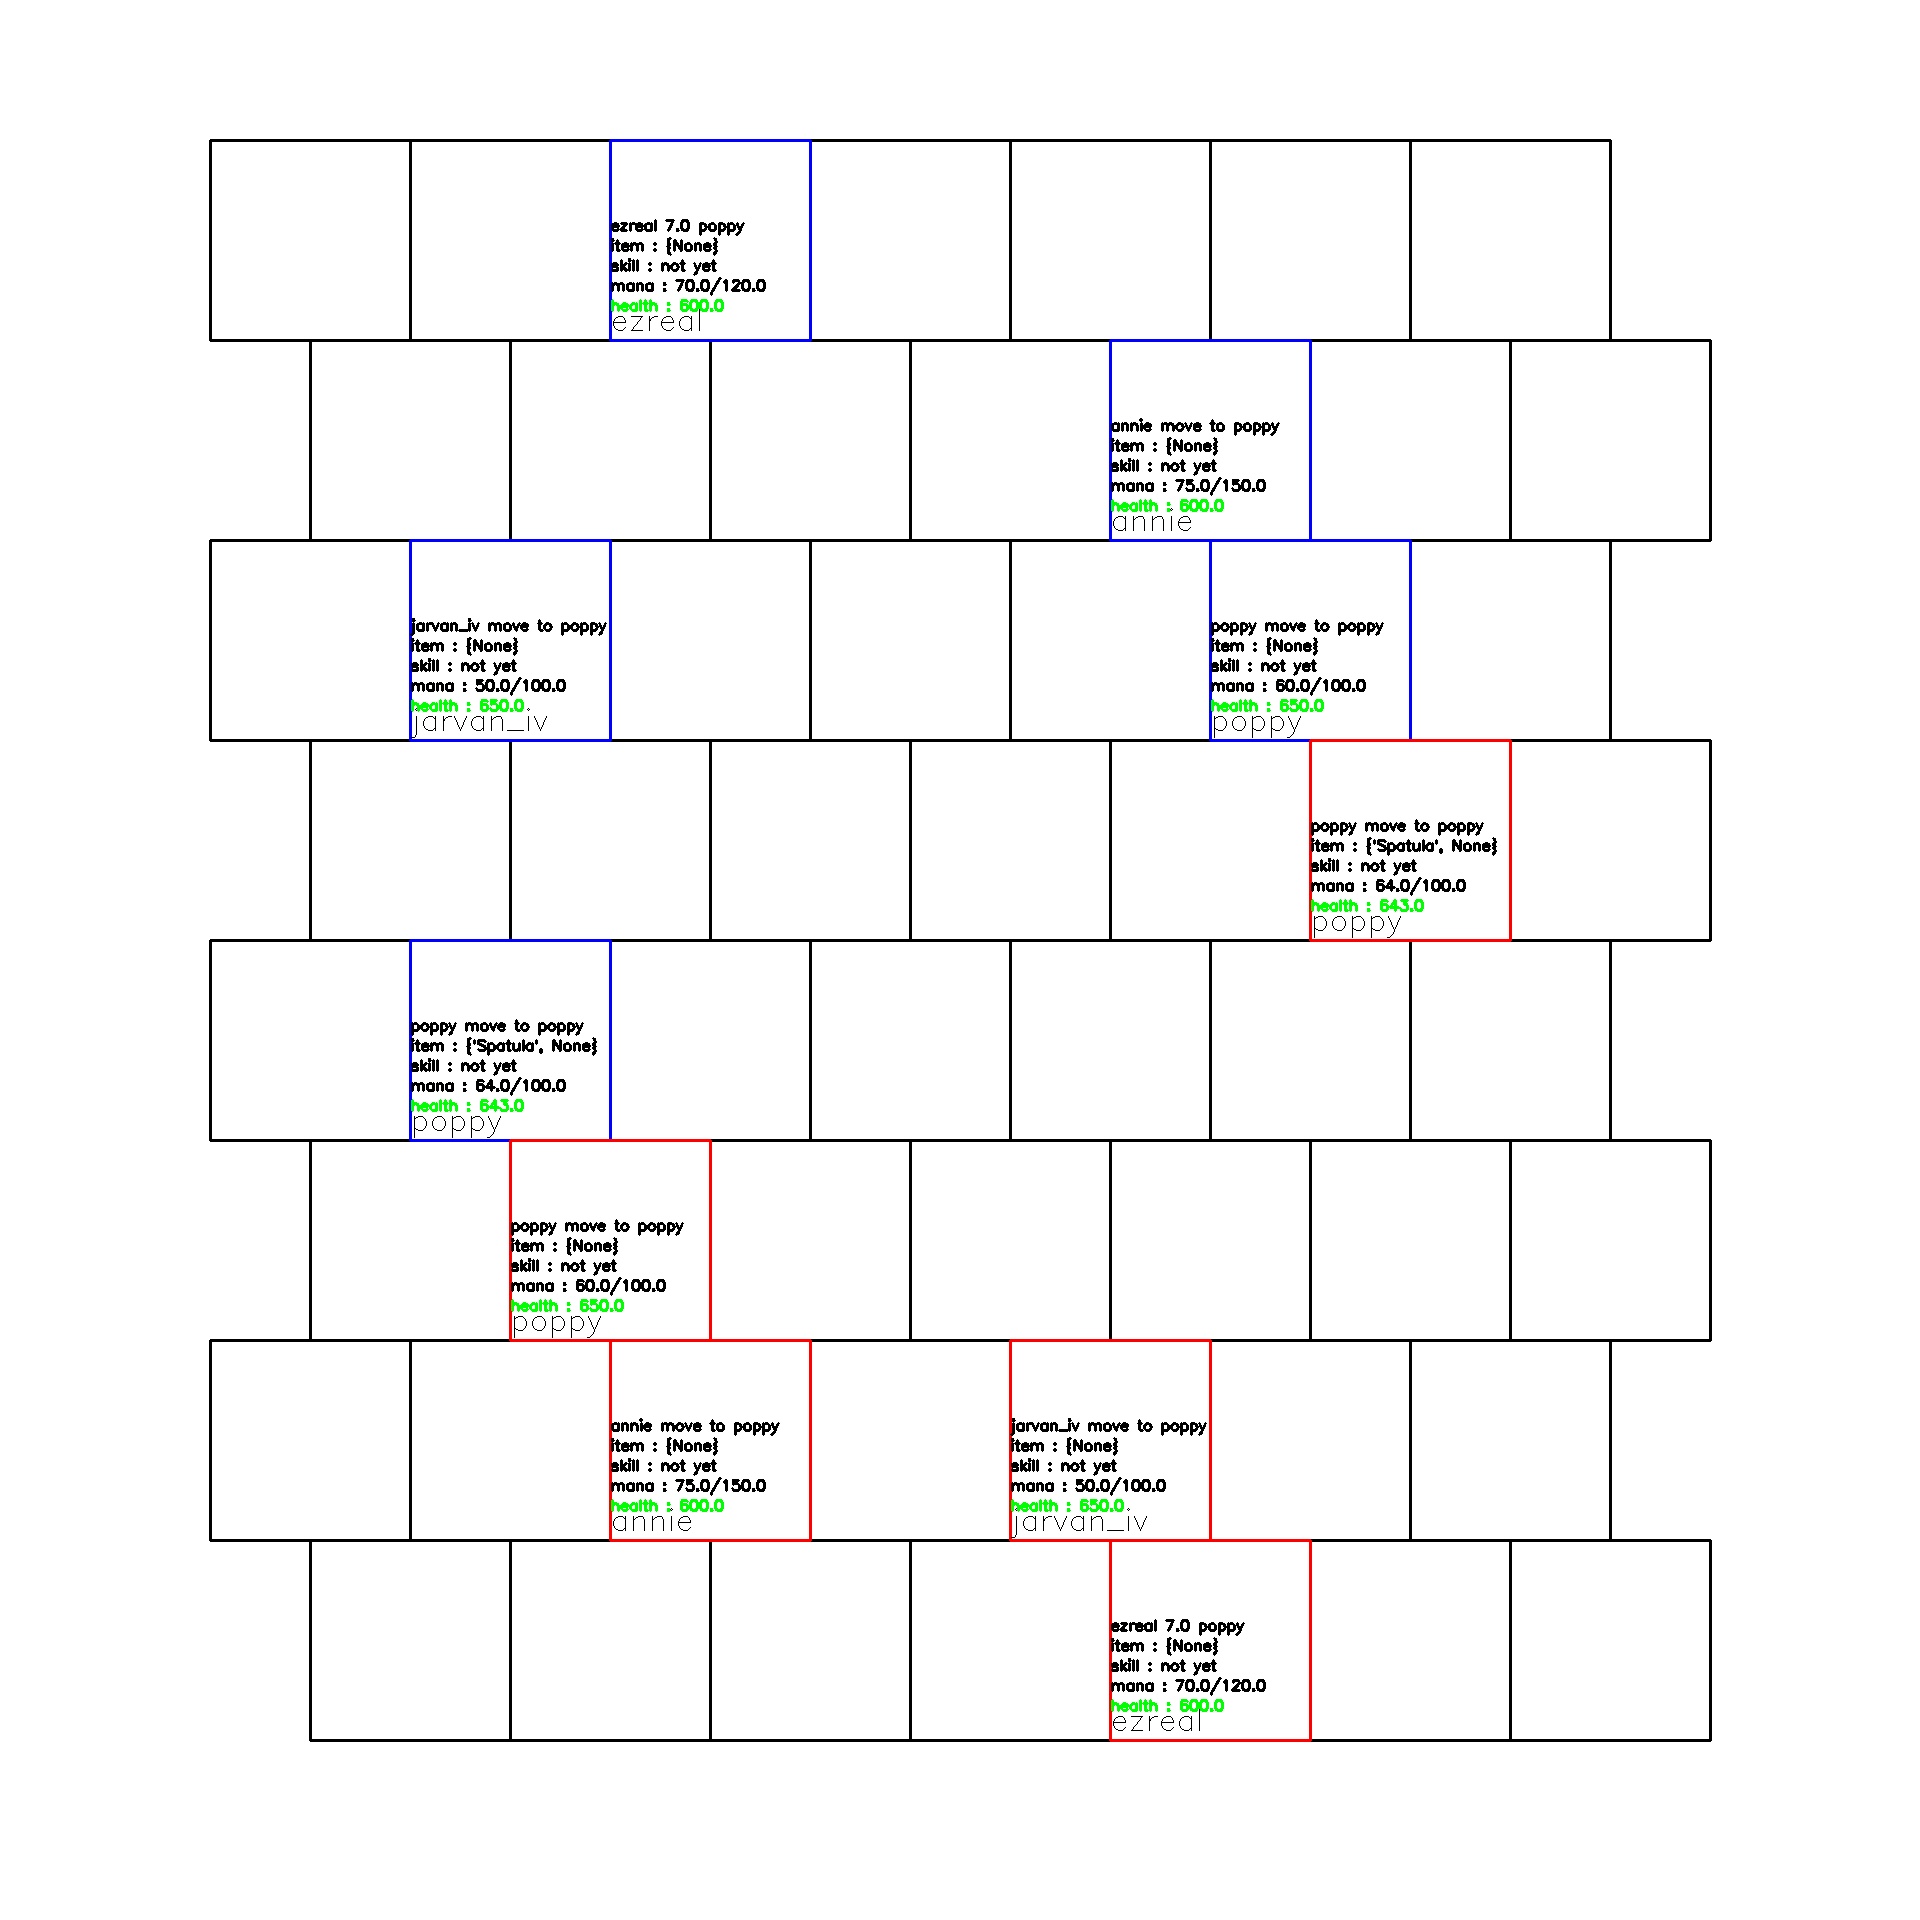 ezreal 7.0 poppy
item : {None}
skill : not yet
mana : 70.0/120.0
health : 600.0
ezreal
annie move to poppy
item : {None}
skill : not yet
mana : 75.0/150.0
health : 600.0
annie
jarvan_iv move to poppy
item : {None}
skill : not yet
mana : 50.0/100.0
health : 650.0
jarvan_iv
poppy move to poppy
item : {None}
skill : not yet
mana : 60.0/100.0
health : 650.0
poppy
poppy move to poppy
item : {'Spatula', None}
skill : not yet
mana : 64.0/100.0
health : 643.0
poppy
poppy move to poppy
item : {'Spatula', None}
skill : not yet
mana : 64.0/100.0
health : 643.0
poppy
poppy move to poppy
item : {None}
skill : not yet
mana : 60.0/100.0
health : 650.0
poppy
annie move to poppy
item : {None}
skill : not yet
mana : 75.0/150.0
health : 600.0
annie
jarvan_iv move to poppy
item : {None}
skill : not yet
mana : 50.0/100.0
health : 650.0
jarvan_iv
ezreal 7.0 poppy
item : {None}
skill : not yet
mana : 70.0/120.0
health : 600.0
ezreal